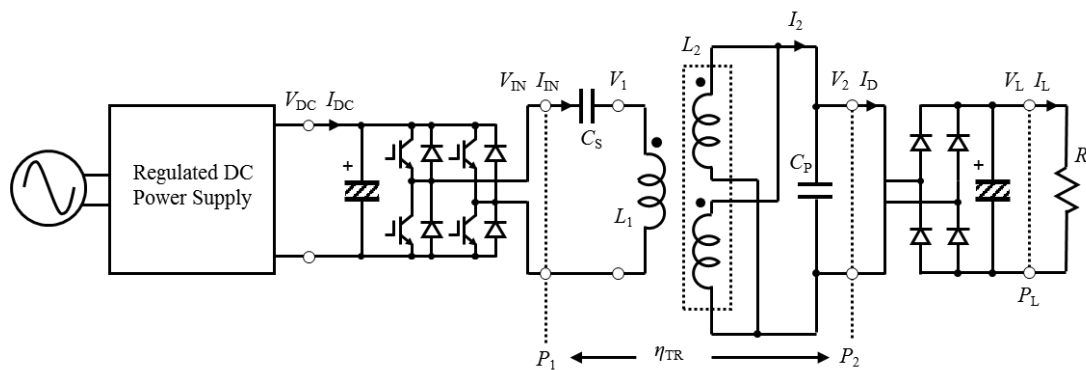 Regulated DC
Power Supply
V_DC I_DC
+
V_IN I_IN
C_S
V_1
L_1
L_2
I_2
C_P
V_2 I_D
+
V_L I_L
R
P_1
η_TR
P_2
P_L